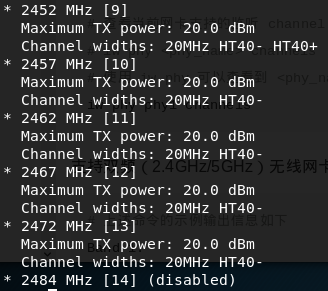 * 2452 MHz [9]
Maximum TX power: 20.0 dBm
Channel widths: 20MHz HT40- HT40+
* 2457 MHz [10]
Maximum TX power: 20.0 dBm
Channel widths: 20MHz HT40-
* 2462 MHz [11]
Maximum TX power: 20.0 dBm
Channel widths: 20MHz HT40-
* 2467 MHz [12]
Maximum TX power: 20.0 dBm
Channel widths: 20MHz HT40-
* 2472 MHz [13]
Maximum TX power: 20.0 dBm
Channel widths: 20MHz HT40-
* 2484 MHz [14] (disabled)